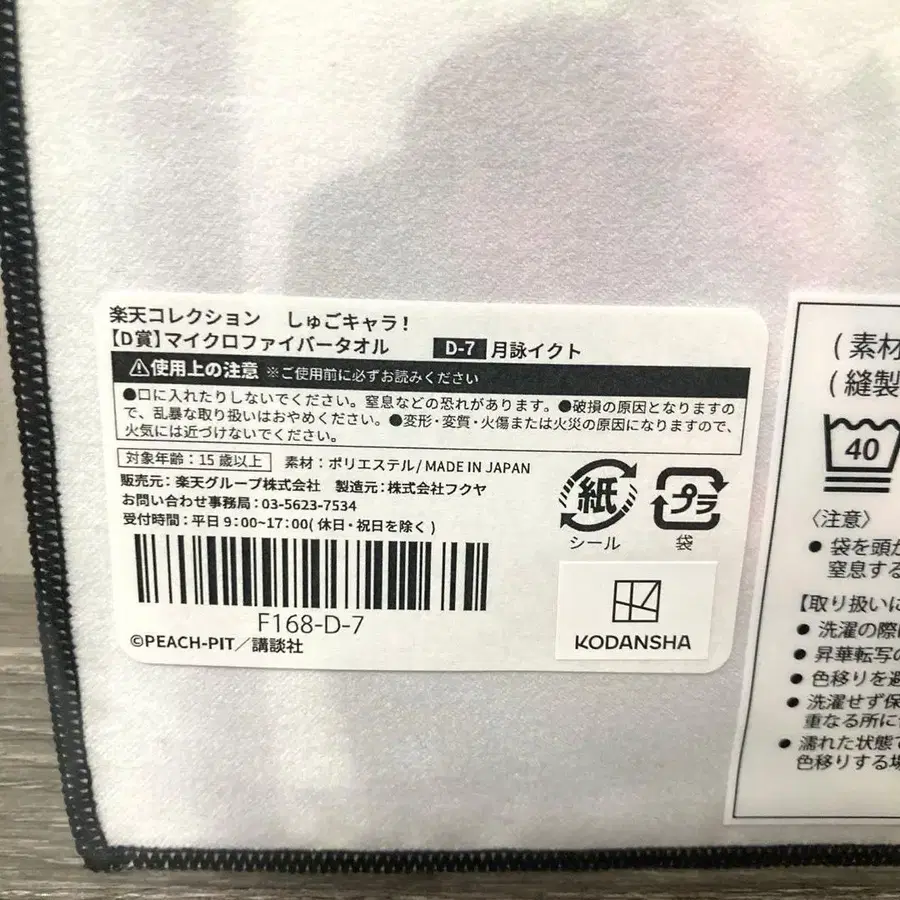 楽天コレクション しゅごキャラ!
【D賞】マイクロファイバータオル D-7 月詠イクト
⚠使用上の注意 ※ご使用前に必ずお読みください
●口に入れたりしないでください。窒息などの恐れがあります。●破損の原因となりますの
で、乱暴な取り扱いはおやめください。●変形・変質・火傷または火災の原因になりますので、
火気には近づけないでください。
対象年齢:15歳以上 素材:ポリエステル/MADE IN JAPAN
販売元:楽天グループ株式会社 製造元:株式会社フクヤ
お問い合わせ事務局:03-5623-7534
受付時間:平日9:00~17:00(休日・祝日を除く)
紙
シール
プラ
袋
F168-D-7
©PEACH-PIT/講談社
KODANSHA
(素材
(縫製
40
〈注意〉
●袋を頭か
窒息する
【取り扱いに
●洗濯の際
●昇華転写の
●色移りを避
●洗濯せず保
重なる所に
●濡れた状態で
色移りする場